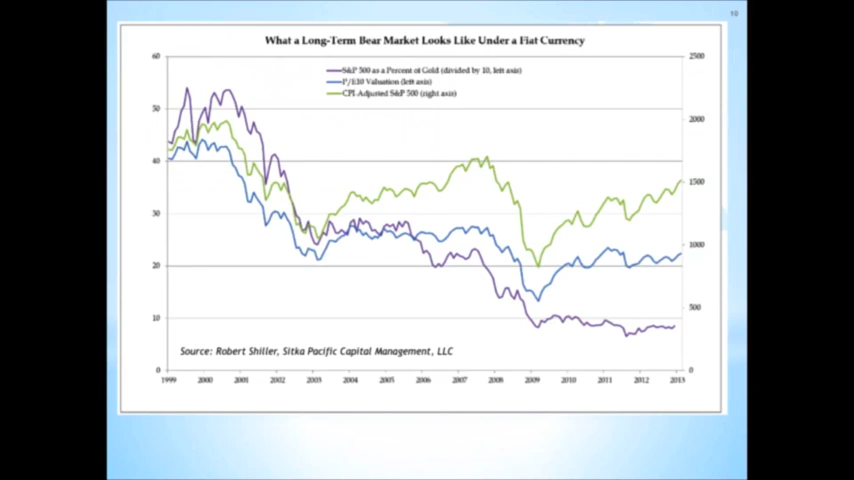 10
What a Long-Term Bear Market Looks Like Under a Fiat Currency
60
2500
S&P 500 as a Percent of Gold (divided by 10, left axis)
P/E10 Valuation (left axis)
CPI-Adjusted S&P 500 (right axis)
50
2000
40
1500
30
1000
20
500
10
Source: Robert Shiller, Sitka Pacific Capital Management, LLC
0
0
1999 2000 2001 2002 2003 2004 2005 2006 2007 2008 2009 2010 2011 2012 2013